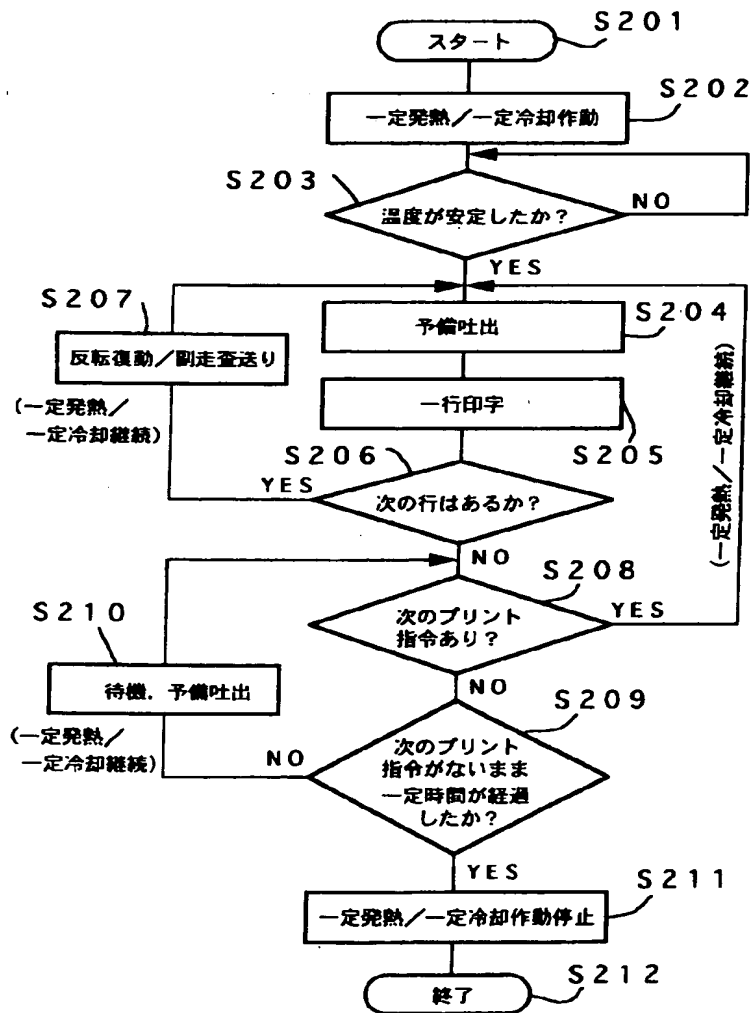 S201
スタート
S202
一定発熱／一定冷却作動
S203
温度が安定したか？
NO
YES
S207
S204
予備吐出
反転復動／副走査送り
(一定発熱／
一定冷却継続)
一行印字
S205
(一定発熱／一定冷却継続)
S206
YES
次の行はあるか？
NO
S208
S210
次のプリント
指令あり？
YES
待機．予備吐出
(一定発熱／
一定冷却継続)
NO
S209
NO
次のプリント
指令がないまま
一定時間が経過
したか？
YES
S211
一定発熱／一定冷却作動停止
S212
終了